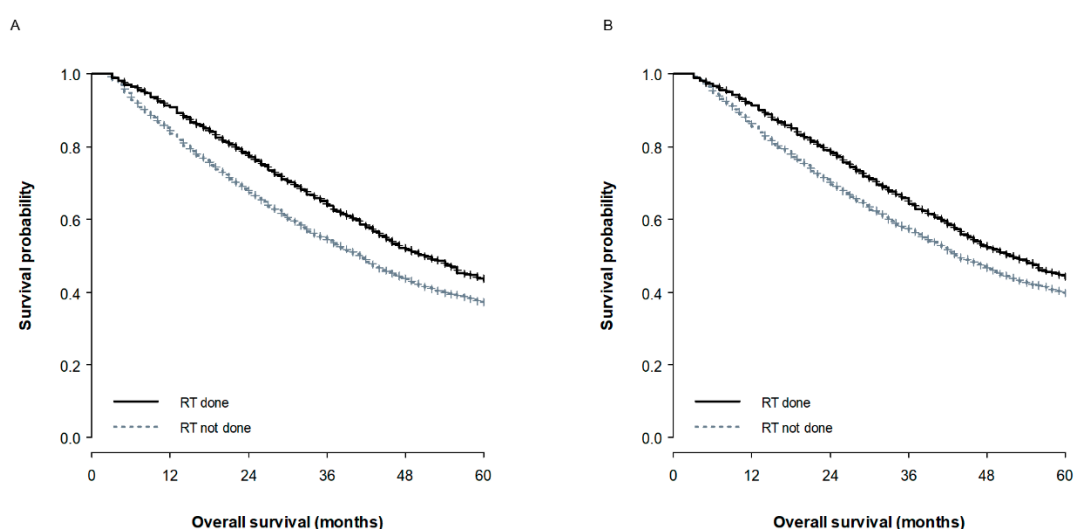 A
1.0
0.8
0.6
0.4
0.2
0.0
Survival probability
RT done
RT not done
0 12 24 36 48 60
Overall survival (months)
B
1.0
0.8
0.6
0.4
0.2
0.0
Survival probability
RT done
RT not done
0 12 24 36 48 60
Overall survival (months)